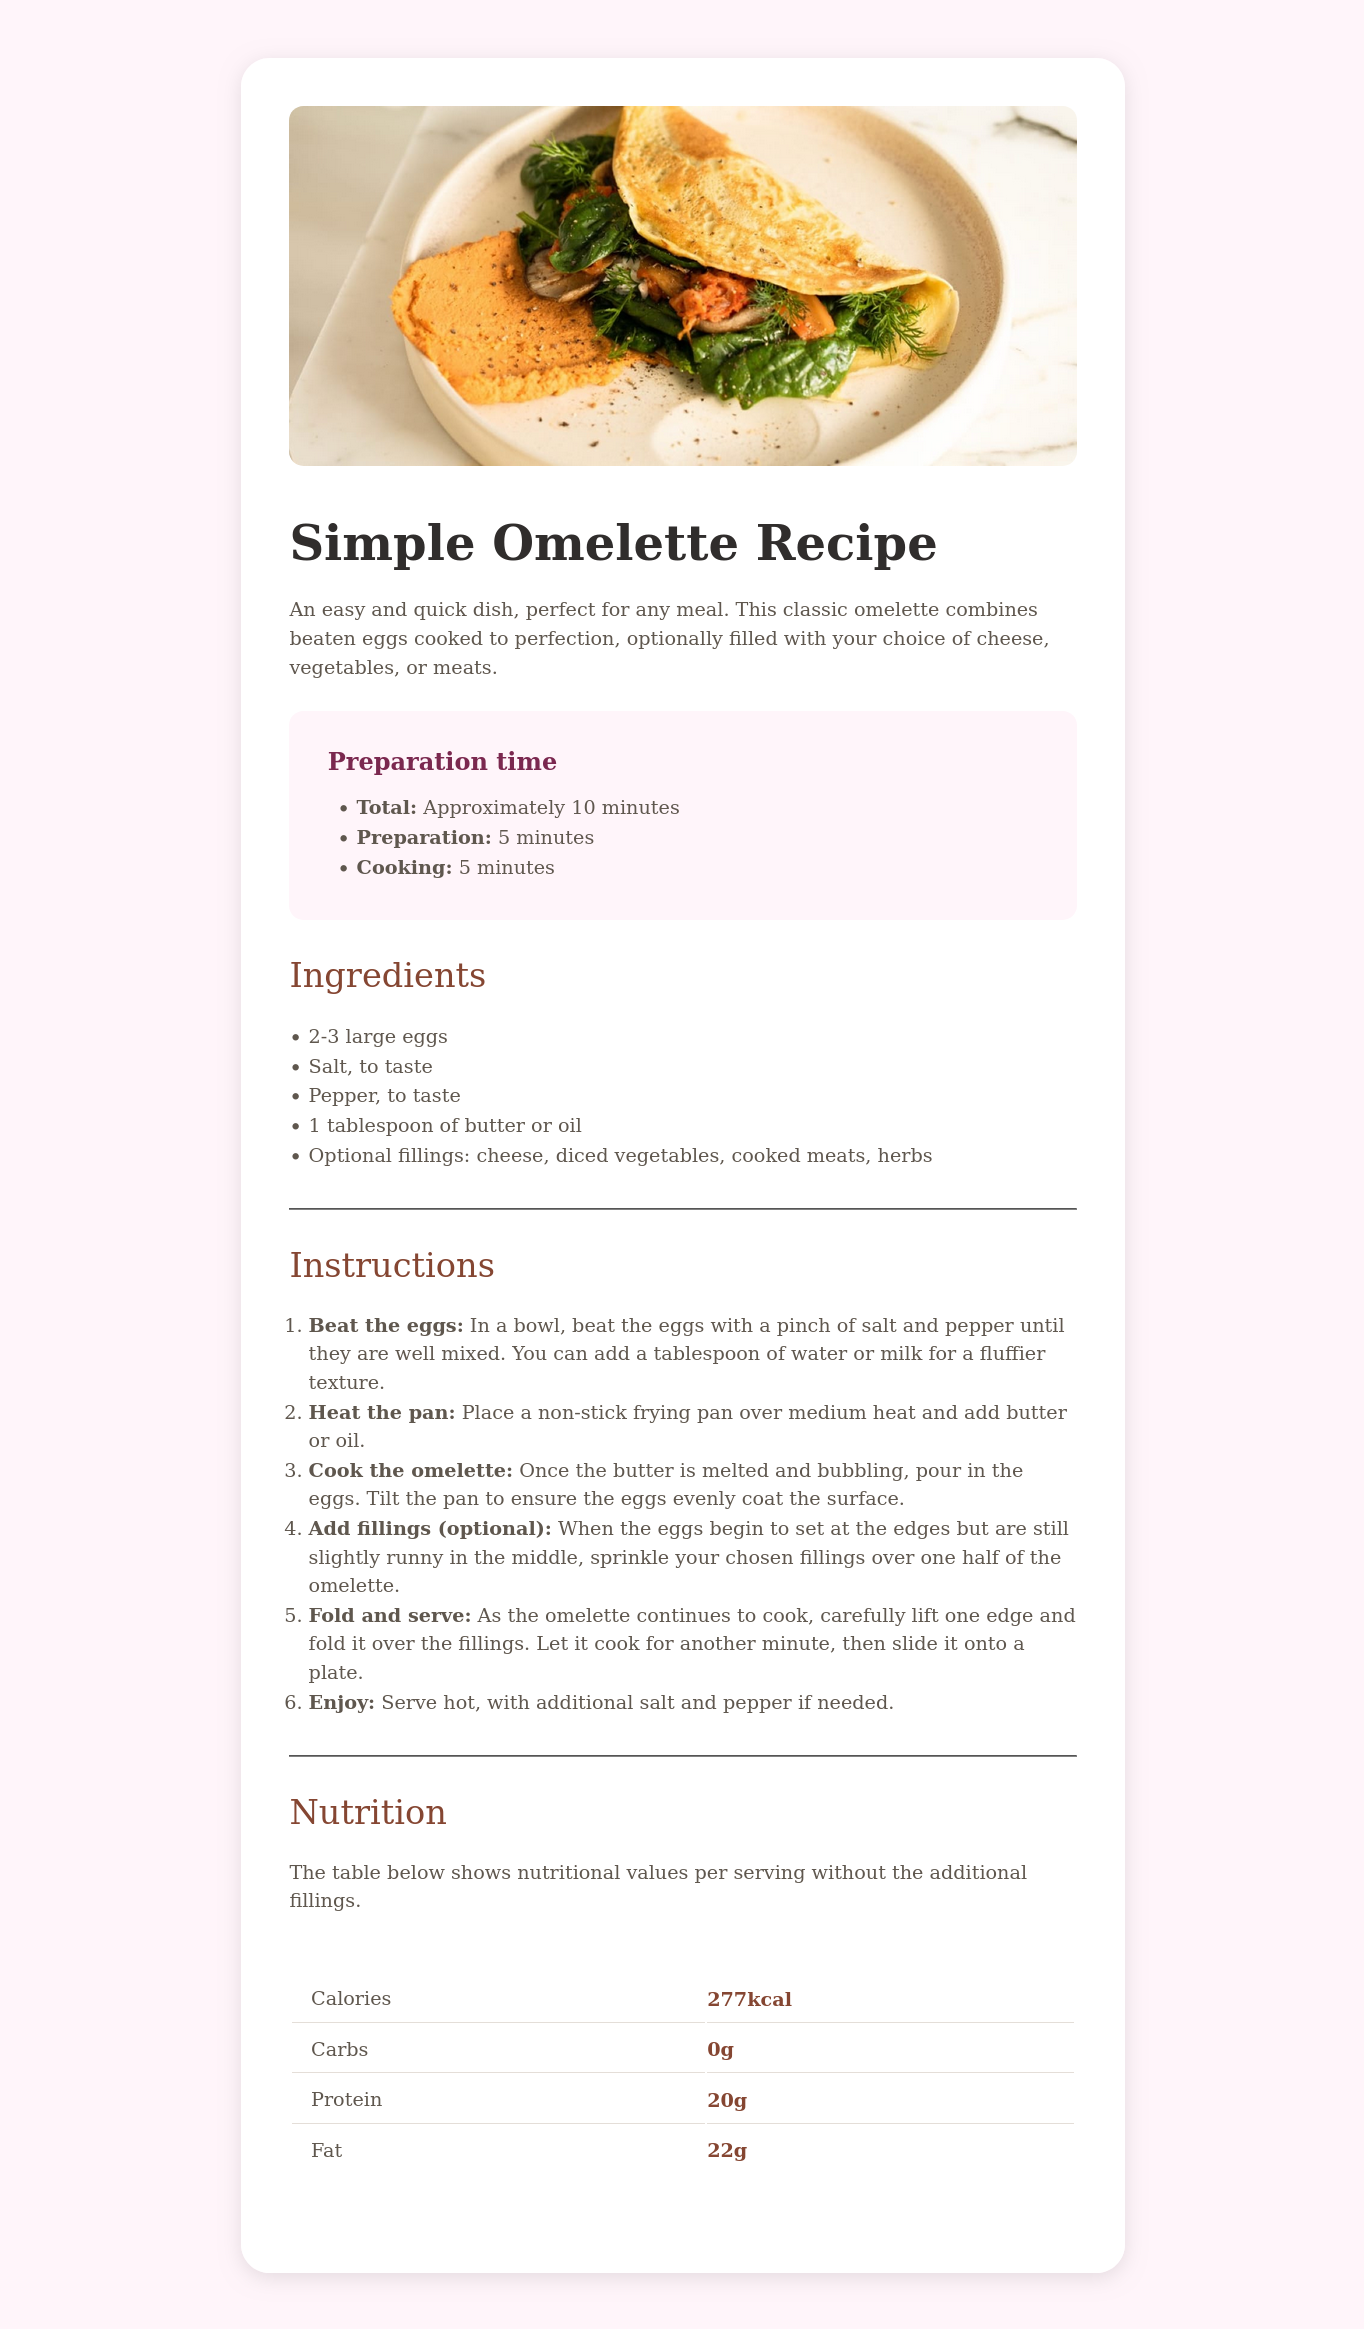 Simple Omelette Recipe
An easy and quick dish, perfect for any meal. This classic omelette combines
beaten eggs cooked to perfection, optionally filled with your choice of cheese,
vegetables, or meats.
Preparation time
• Total: Approximately 10 minutes
• Preparation: 5 minutes
• Cooking: 5 minutes
Ingredients
• 2-3 large eggs
• Salt, to taste
• Pepper, to taste
• 1 tablespoon of butter or oil
• Optional fillings: cheese, diced vegetables, cooked meats, herbs
Instructions
1. Beat the eggs: In a bowl, beat the eggs with a pinch of salt and pepper until
they are well mixed. You can add a tablespoon of water or milk for a fluffier
texture.
2. Heat the pan: Place a non-stick frying pan over medium heat and add butter
or oil.
3. Cook the omelette: Once the butter is melted and bubbling, pour in the
eggs. Tilt the pan to ensure the eggs evenly coat the surface.
4. Add fillings (optional): When the eggs begin to set at the edges but are still
slightly runny in the middle, sprinkle your chosen fillings over one half of the
omelette.
5. Fold and serve: As the omelette continues to cook, carefully lift one edge and
fold it over the fillings. Let it cook for another minute, then slide it onto a
plate.
6. Enjoy: Serve hot, with additional salt and pepper if needed.
Nutrition
The table below shows nutritional values per serving without the additional
fillings.
Calories 277kcal
Carbs 0g
Protein 20g
Fat 22g